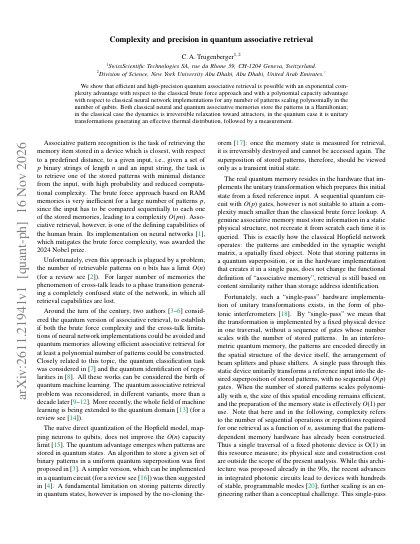 Complexity and precision in quantum associative retrieval
C. A. Trugenberger1,2
1SwissScientific Technologies SA, rue du Rhone 59, CH-1204 Geneva, Switzerland.
2Division of Science, New York University Abu Dhabi, Abu Dhabi, United Arab Emirates.
We show that efficient and high-precision quantum associative retrieval is possible with an exponential com-
plexity advantage with respect to the classical brute force approach and with a polynomial capacity advantage
with respect to classical neural network implementations for any number of patterns scaling polynomially in the
number of qubits. Both classical neural and quantum associative memories store the patterns in a Hamiltonian;
in the classical case the dynamics is irreversible relaxation toward attractors, in the quantum case it is unitary
transformations generating an effective thermal distribution, followed by a measurement.
arXiv:2611.2194 lv1 [quant-ph] 16 Nov 2026
Associative pattern recognition is the task of retrieving the
memory item stored in a device which is closest, with respect
to a predefined distance, to a given input, i.e., given a set of
p binary strings of length n and an input string, the task is
to retrieve one of the stored patterns with minimal distance
from the input, with high probability and reduced computa-
tional complexity. The brute force approach based on RAM
memories is very inefficient for a large number of patterns p,
since the input has to be compared sequentially to each one
of the stored memories, leading to a complexity O(pn). Asso-
ciative retrieval, however, is one of the defining capabilities of
the human brain. Its implementation on neural networks [1],
which mitigates the brute force complexity, was awarded the
2024 Nobel prize.
Unfortunately, even this approach is plagued by a problem;
the number of retrievable patterns on n bits has a limit O(n)
(for a review see [2]). For larger number of memories the
phenomenon of cross-talk leads to a phase transition generat-
ing a completely confused state of the network, in which all
retrieval capabilities are lost.
Around the turn of the century, two authors [3–6] consid-
ered the quantum version of associative retrieval, to establish
if both the brute force complexity and the cross-talk limita-
tions of neural network implementations could be avoided and
quantum memories allowing efficient associative retrieval for
at least a polynomial number of patterns could be constructed.
Closely related to this topic, the quantum classification task
was considered in [7] and the quantum identification of regu-
larities in [8]. All these works can be considered the birth of
quantum machine learning. The quantum associative retrieval
problem was reconsidered, in different variants, more than a
decade later [9–12]. More recently, the whole field of machine
learning is being extended to the quantum domain [13] (for a
review see [14]).
The naive direct quantization of the Hopfield model, map-
ping neurons to qubits, does not improve the O(n) capacity
limit [15]. The quantum advantage emerges when patterns are
stored in quantum states. An algorithm to store a given set of
binary patterns in a uniform quantum superposition was first
proposed in [3]. A simpler version, which can be implemented
in a quantum circuit (for a review see [16]) was then suggested
in [4]. A fundamental limitation on storing patterns directly
in quantum states, however is imposed by the no-cloning the-
orem [17]: once the memory state is measured for retrieval,
it is irreversibly destroyed and cannot be accessed again. The
superposition of stored patterns, therefore, should be viewed
only as a transient initial state.
The real quantum memory resides in the hardware that im-
plements the unitary transformation which prepares this initial
state from a fixed reference input. A sequential quantum cir-
cuit with O(p) gates, however is not suitable to attain a com-
plexity much smaller than the classical brute force lookup. A
genuine associative memory must store information in a static
physical structure, not recreate it from scratch each time it is
queried. This is exactly how the classical Hopfield network
operates: the patterns are embedded in the synaptic weight
matrix, a spatially fixed object. Note that storing patterns in
a quantum superposition, or in the hardware implementation
that creates it in a single pass, does not change the functional
definition of "associative memory", retrieval is still based on
content similarity rather than storage address identification.
Fortunately, such a "single-pass" hardware implementation
of unitary transformations exists, in the form of pho-
tonic interferometers [18]. By "single-pass" we mean that
the transformation is implemented by a fixed physical device
in one traversal, without a sequence of gates whose number
scales with the number of patterns. In an interferometric
quantum memory, the patterns are encoded directly
in the spatial structure of the device itself, the arrangement of
beam splitters and phase shifters. A single pass through this
static device unitarily transforms a reference input into the de-
sired superposition of stored patterns, with no sequential O(p)
gates. When the number of stored patterns scales polynomi-
ally with n, the size of this spatial encoding remains efficient,
and the preparation of the memory is effectively O(1) per use.
Note that here and in the following, complexity refers
to the number of sequential operations or repetitions required
for one retrieval as a function of n, assuming that the pattern-
dependent memory hardware has already been constructed.
Thus a single traversal of a fixed photonic device is O(1) in
this resource measure; its physical size and construction cost
are outside the scope of the present analysis. While this archi-
tecture was proposed already in the 90s, the recent advances
in integrated photonic circuits lead to devices with hundreds
of stable, programmable modes [20], further scaling is an en-
gineering rather than a conceptual challenge. This single-pass